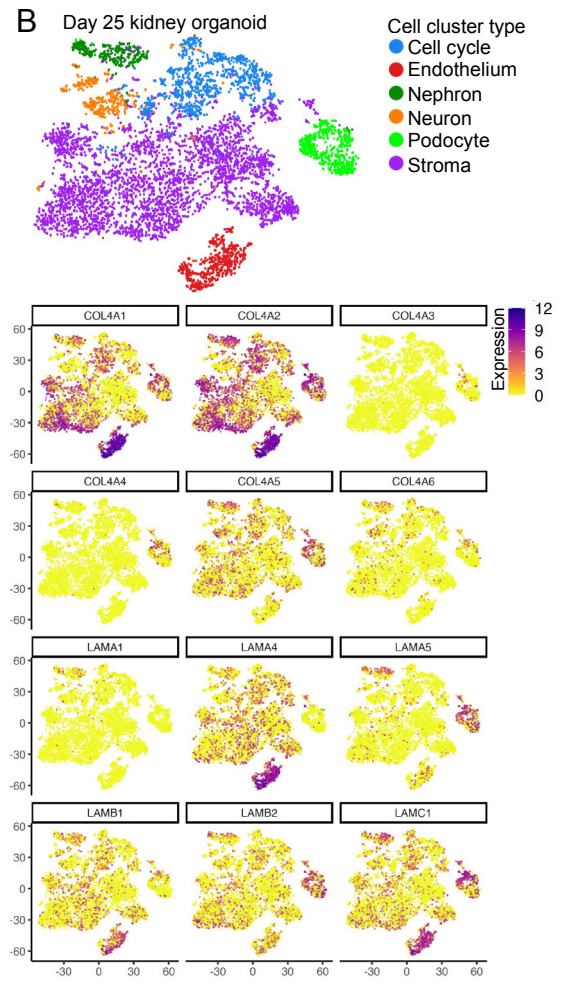 B Day 25 kidney organoid
Cell cluster type
Cell cycle
Endothelium
Nephron
Neuron
Podocyte
Stroma
COL4A1 COL4A2 COL4A3
Expression
12
9
6
3
0
60
30
0
-30
-60
COL4A4 COL4A5 COL4A6
60
30
0
-30
-60
LAMA1 LAMA4 LAMA5
60
30
0
-30
-60
LAMB1 LAMB2 LAMC1
60
30
0
-30
-60
-30 0 30 60 -30 0 30 60 -30 0 30 60